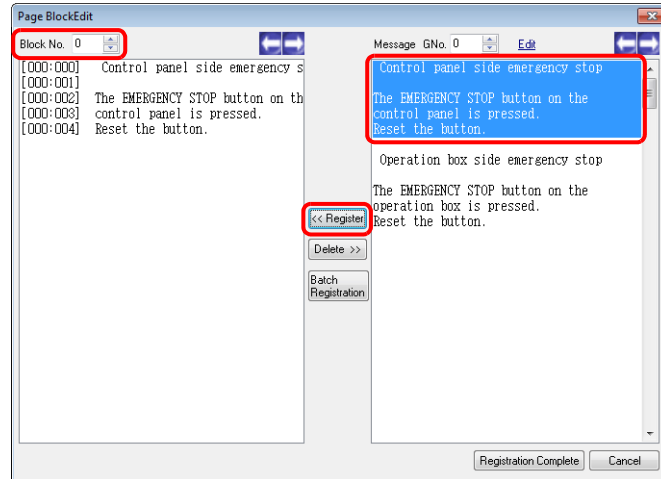 Page BlockEdit
Block No. 0
Message GNo. 0 Edit
[000:000] Control panel side emergency s
[000:001]
[000:002] The EMERGENCY STOP button on th
[000:003] control panel is pressed.
[000:004] Reset the button.
Control panel side emergency stop
The EMERGENCY STOP button on the
control panel is pressed.
Reset the button.
Operation box side emergency stop
The EMERGENCY STOP button on the
operation box is pressed.
Reset the button.
<< Register
Delete >>
Batch
Registration
Registration Complete
Cancel